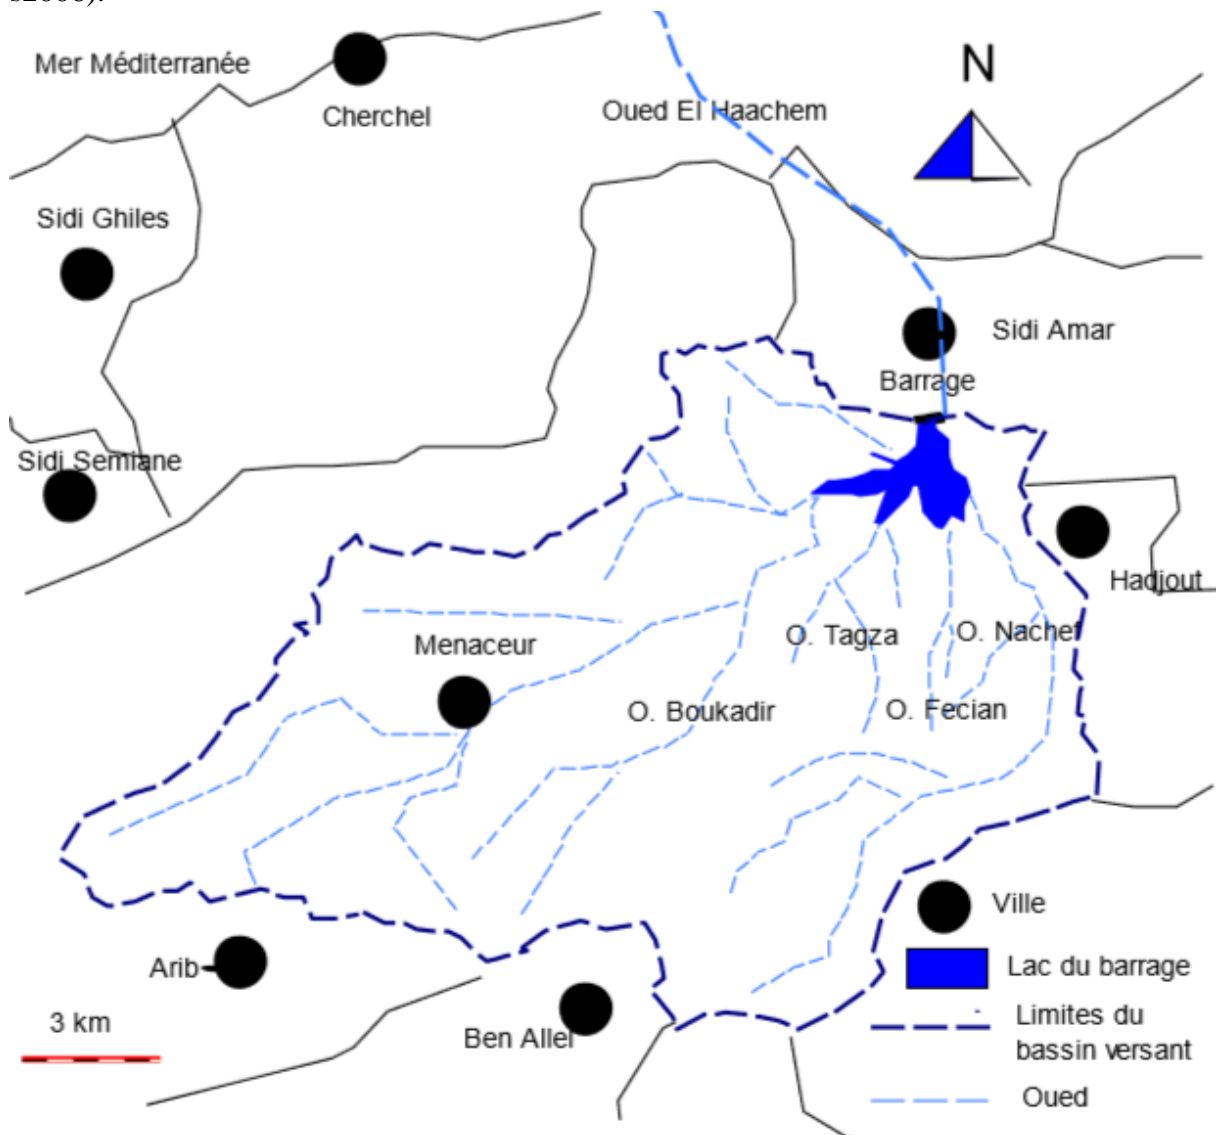 s2006).
Mer Méditerranée
Cherchel
Oued El Haachem
N
Sidi Ghiles
Sidi Amar
Barrage
Sidi Semiane
Hadjout
O. Tagza
O. Nachef
Menaceur
O. Boukadir
O. Fecian
Ville
Arib
Lac du barrage
3 km
Ben Allel
Limites du
bassin versant
Oued